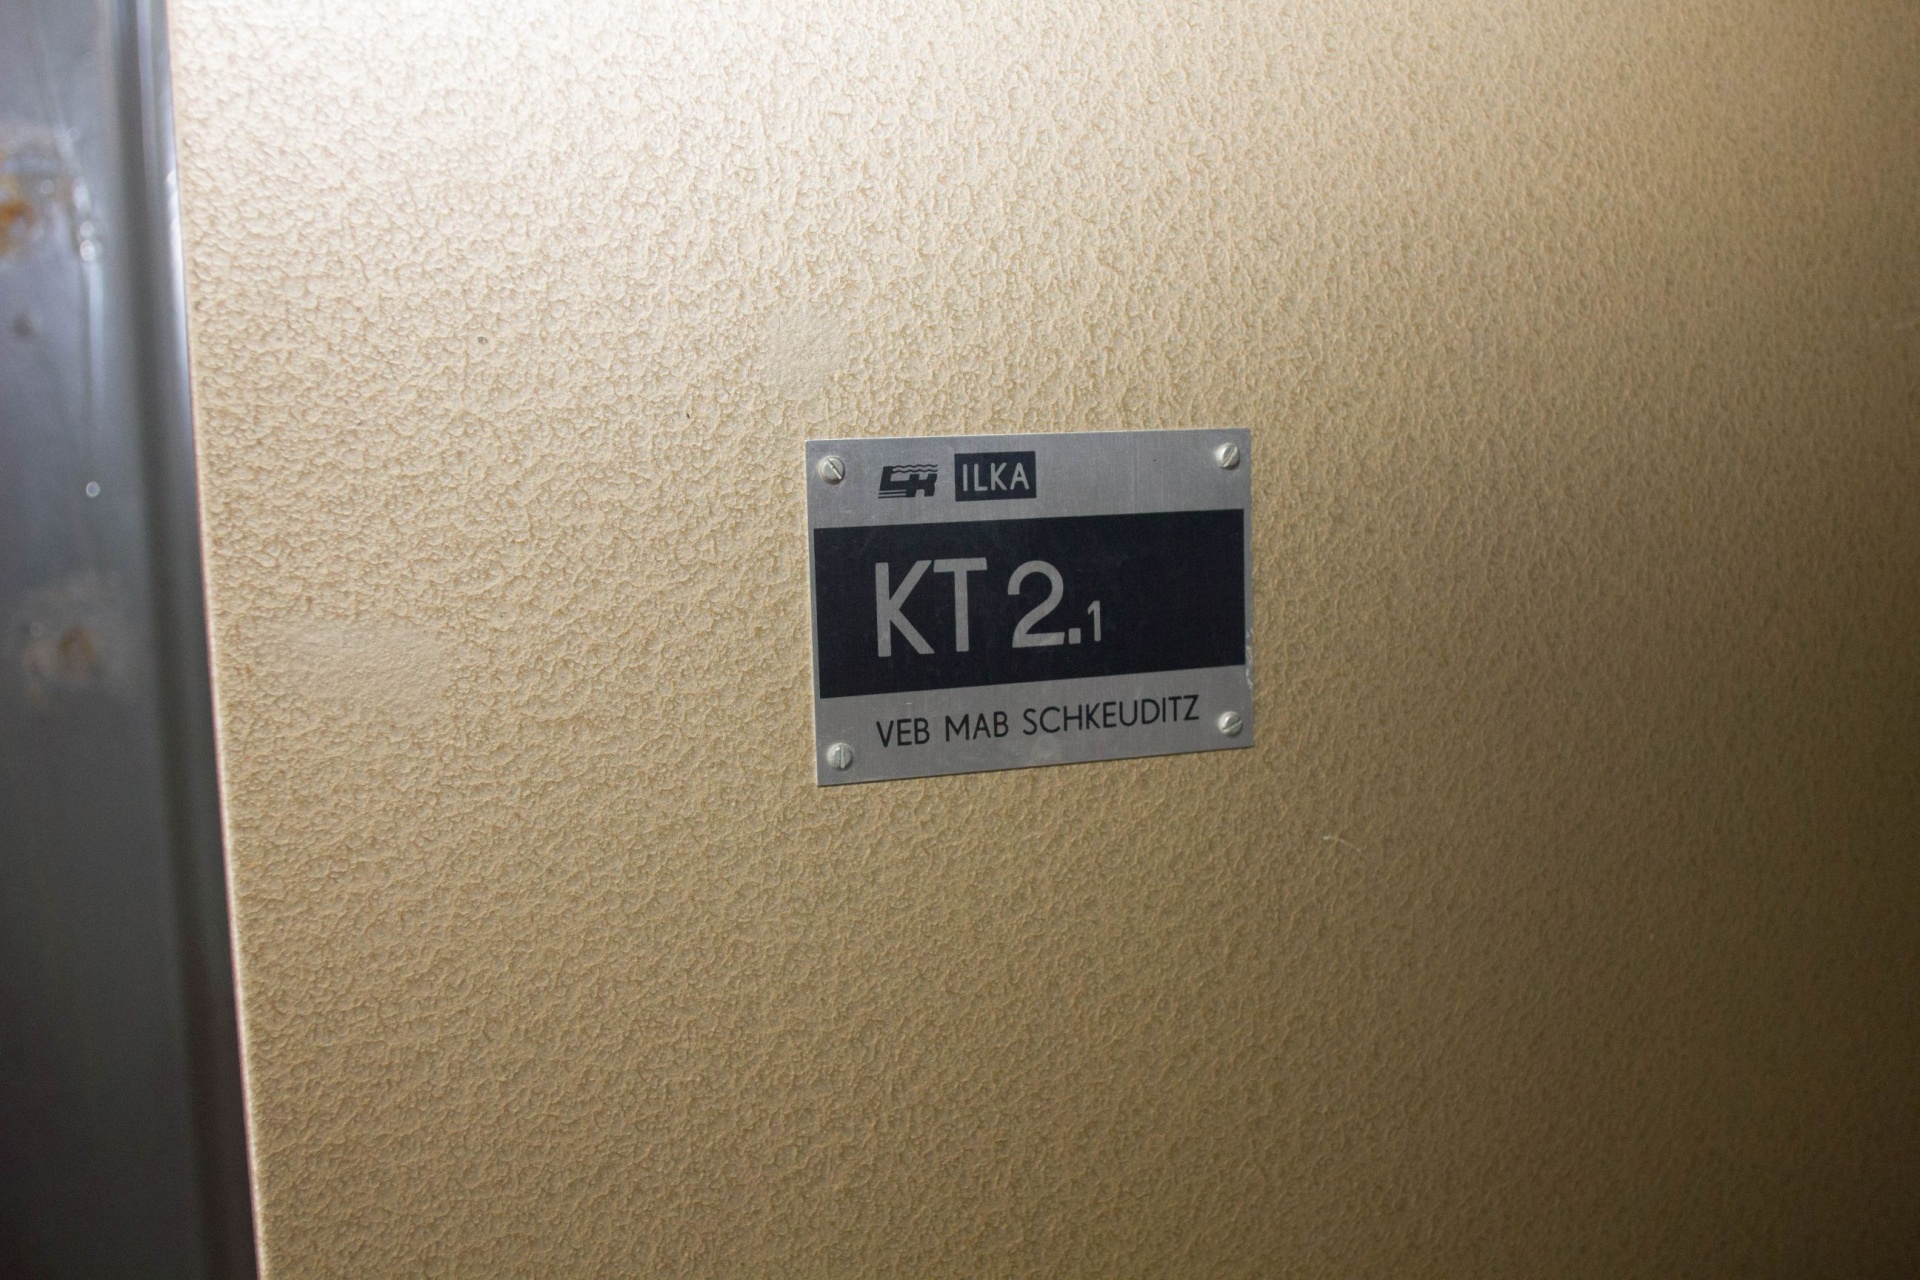 ILKA
KT 2.1
VEB MAB SCHKEUDITZ